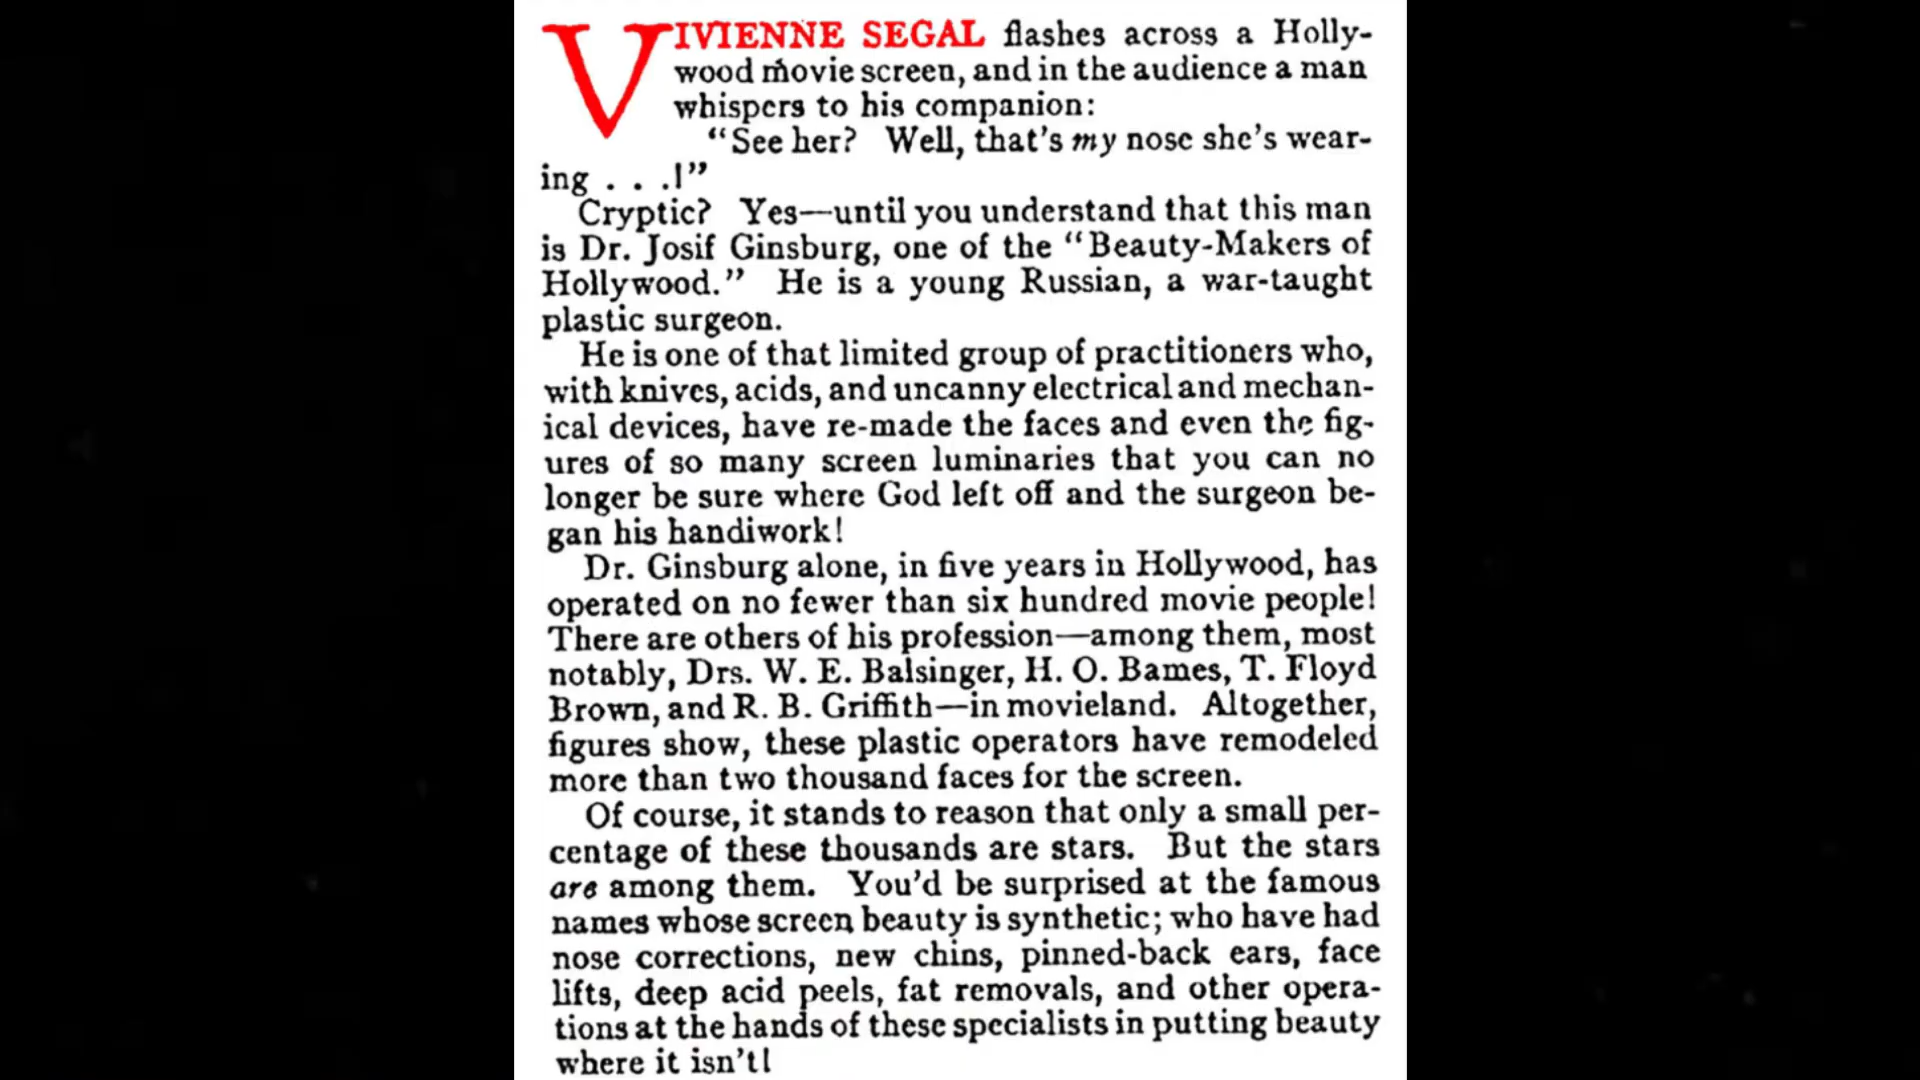 VIVIENNE SEGAL flashes across a Holly-
wood movie screen, and in the audience a man
whispers to his companion:
"See her? Well, that's my nose she's wear-
ing . . .!"
Cryptic? Yes—until you understand that this man
is Dr. Josif Ginsburg, one of the "Beauty-Makers of
Hollywood." He is a young Russian, a war-taught
plastic surgeon.
He is one of that limited group of practitioners who,
with knives, acids, and uncanny electrical and mechan-
ical devices, have re-made the faces and even the fig-
ures of so many screen luminaries that you can no
longer be sure where God left off and the surgeon be-
gan his handiwork!
Dr. Ginsburg alone, in five years in Hollywood, has
operated on no fewer than six hundred movie people!
There are others of his profession—among them, most
notably, Drs. W. E. Balsinger, H. O. Bames, T. Floyd
Brown, and R. B. Griffith—in movieland. Altogether,
figures show, these plastic operators have remodeled
more than two thousand faces for the screen.
Of course, it stands to reason that only a small per-
centage of these thousands are stars. But the stars
are among them. You'd be surprised at the famous
names whose screen beauty is synthetic; who have had
nose corrections, new chins, pinned-back ears, face
lifts, deep acid peels, fat removals, and other opera-
tions at the hands of these specialists in putting beauty
where it isn't!